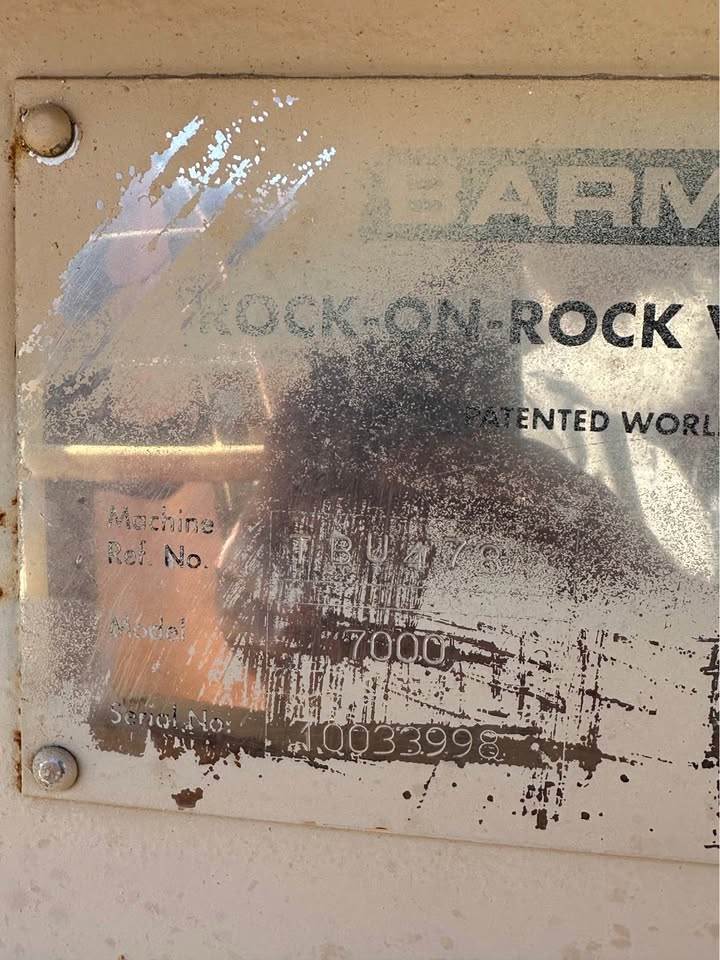 BARM
ROCK-ON-ROCK V
PATENTED WORL
Machine
Ref. No. TBU478
Model 7000
Serial No. 10033998